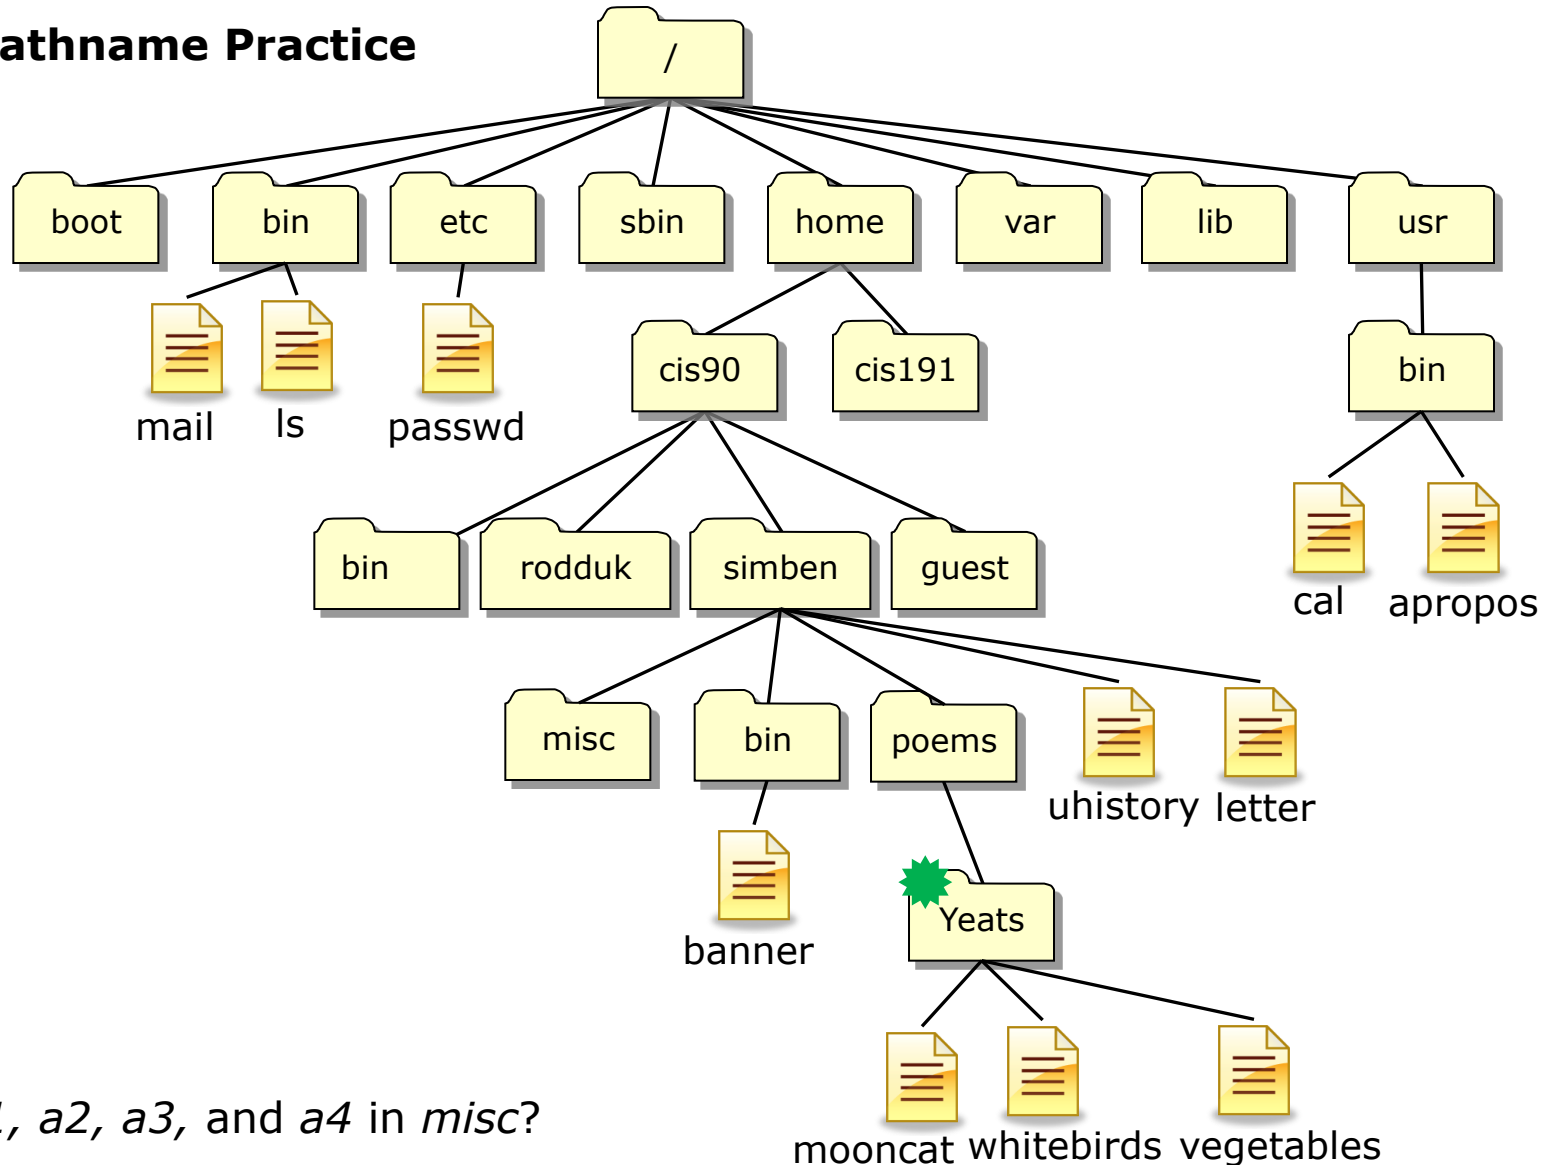 athname Practice
/
boot bin etc sbin home var lib usr
mail ls passwd
cis90 cis191 bin
bin rodduk simben guest
cal apropos
misc bin poems
uhistory letter
banner
Yeats
, a2, a3, and a4 in misc?
mooncat whitebirds vegetables